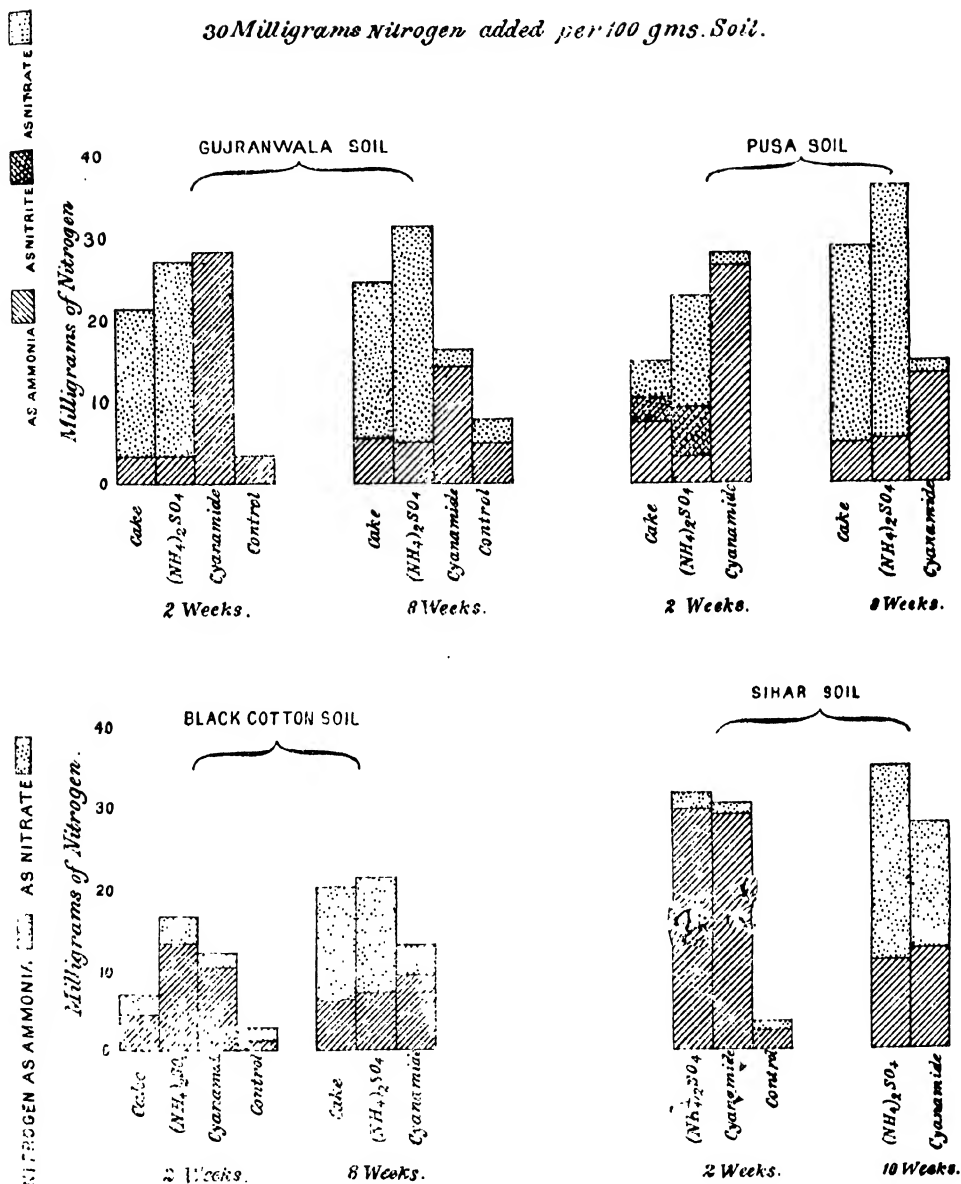 30 Milligrams Nitrogen added per 100 gms. Soil.
AS AMMONIA AS NITRITE AS NITRATE
GUJRANWALA SOIL
PUSA SOIL
Milligrams of Nitrogen
40
30
20
10
0
Cake
(NH4)2SO4
Cyanamide
Control
Cake
(NH4)2SO4
Cyanamide
Control
Cake
(NH4)2SO4
Cyanamide
Cake
(NH4)2SO4
Cyanamide
2 Weeks.
8 Weeks.
2 Weeks.
8 Weeks.
NITROGEN AS AMMONIA AS NITRATE
BLACK COTTON SOIL
SIHAR SOIL
Milligrams of Nitrogen.
40
30
20
10
0
Cake
(NH4)2SO4
Control
Cake
(NH4)2SO4
Cyanamide
(NH4)2SO4
Cyanamide
Control
(NH4)2SO4
Cyanamide
2 Weeks.
8 Weeks.
2 Weeks.
10 Weeks.